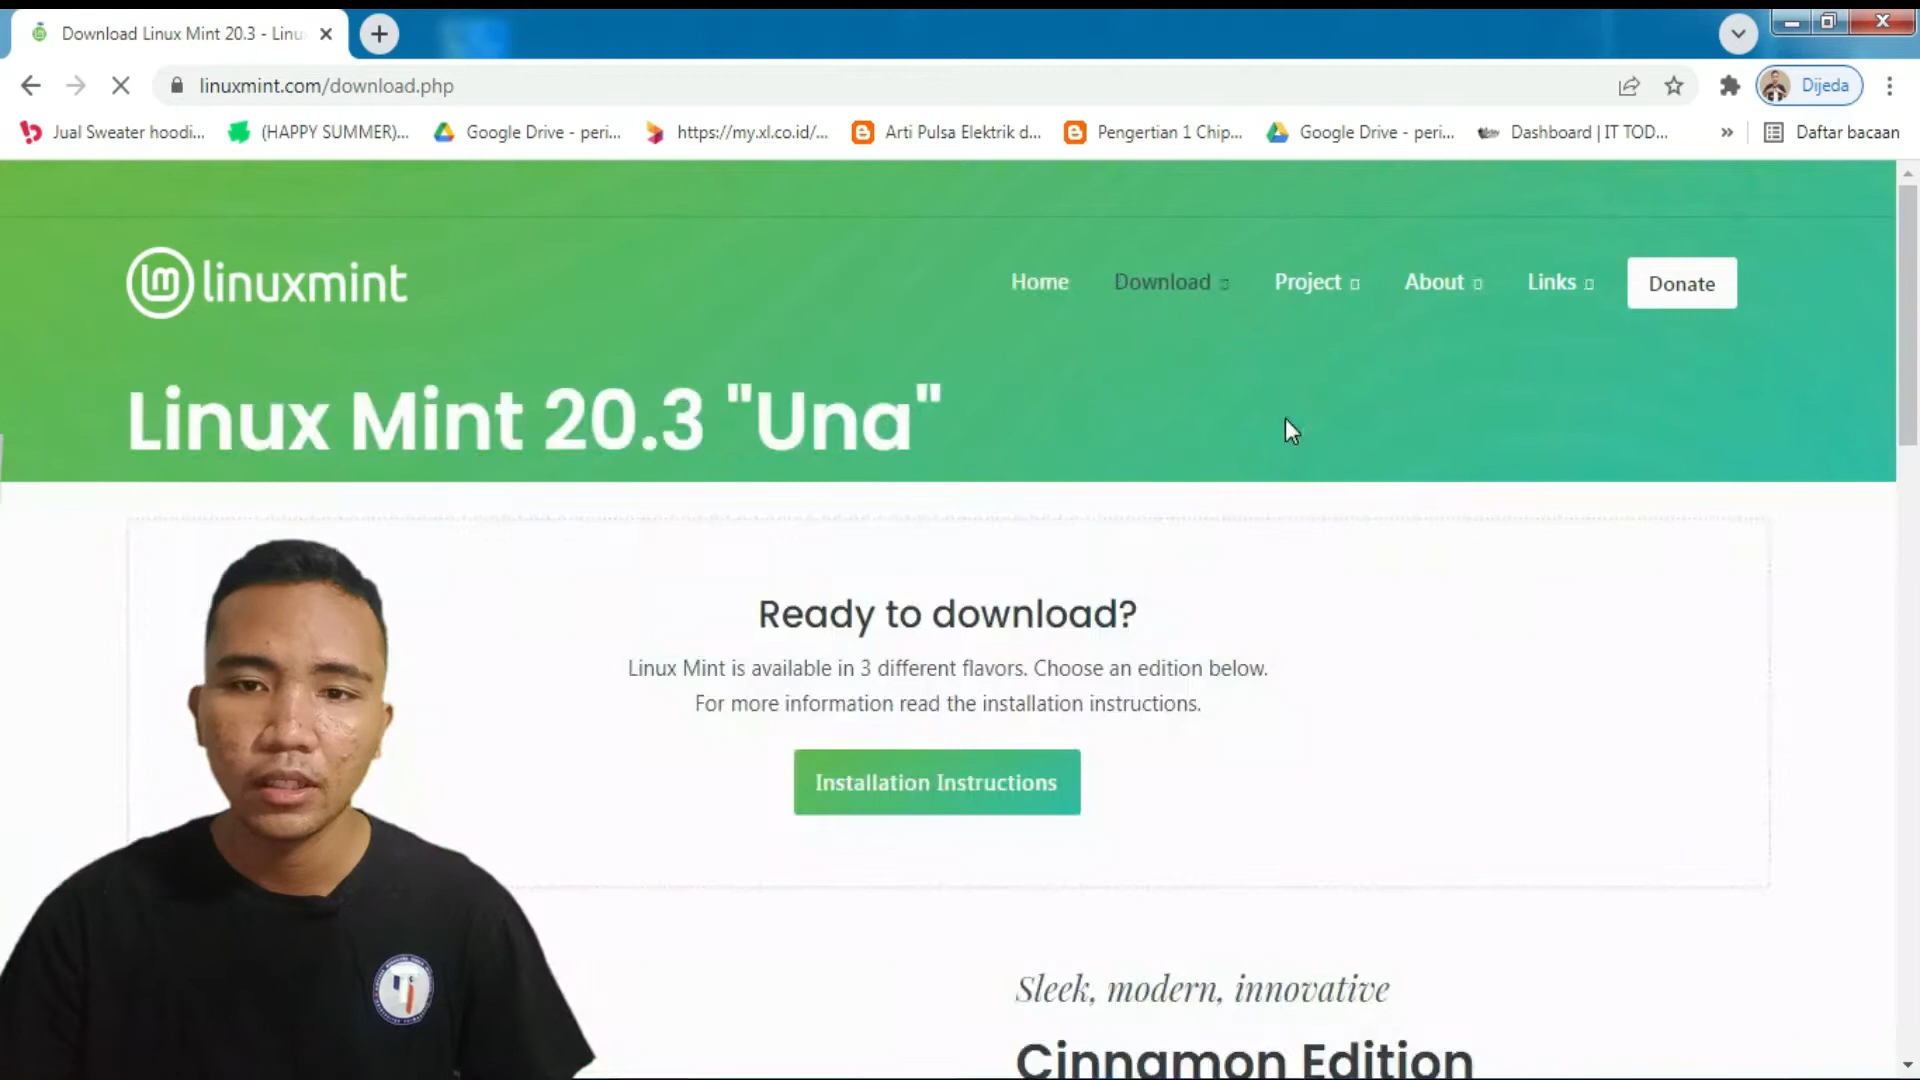 Download Linux Mint 20.3 - Linu
linuxmint.com/download.php
Dijeda
Jual Sweater hoodi...
(HAPPY SUMMER)...
Google Drive - peri...
https://my.xl.co.id/...
Arti Pulsa Elektrik d...
Pengertian 1 Chip...
Google Drive - peri...
Dashboard | IT TOD...
»
Daftar bacaan
linuxmint
Home
Download
Project
About
Links
Donate
Linux Mint 20.3 "Una"
Ready to download?
Linux Mint is available in 3 different flavors. Choose an edition below.
For more information read the installation instructions.
Installation Instructions
Sleek, modern, innovative
Cinnamon Edition